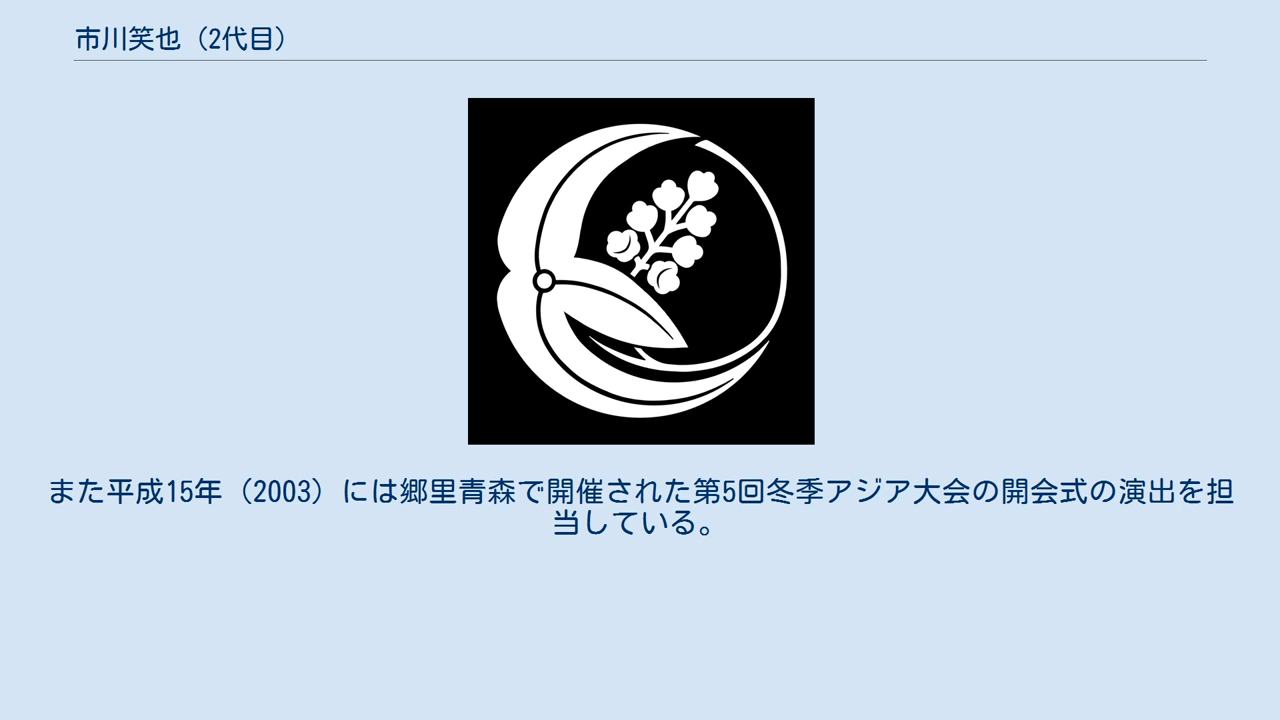 市川笑也（2代目）
また平成15年（2003）には郷里青森で開催された第5回冬季アジア大会の開会式の演出を担
当している。